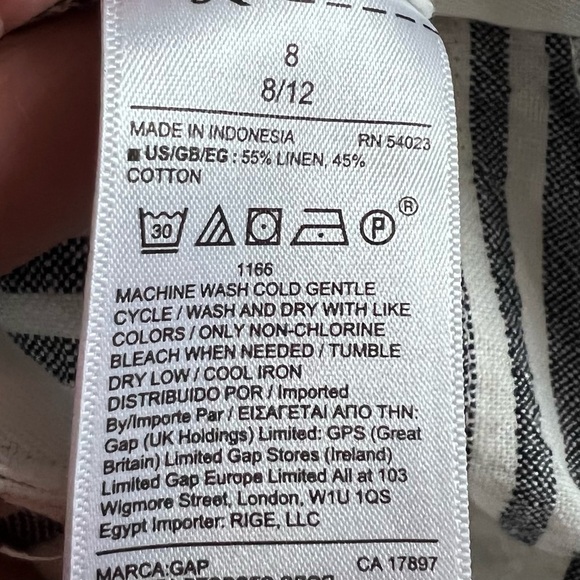 8
8/12
MADE IN INDONESIA RN 54023
US/GB/EG : 55% LINEN, 45%
COTTON
30 P ®
1166
MACHINE WASH COLD GENTLE
CYCLE / WASH AND DRY WITH LIKE
COLORS / ONLY NON-CHLORINE
BLEACH WHEN NEEDED / TUMBLE
DRY LOW / COOL IRON
DISTRIBUIDO POR / Imported
By/Importe Par / ΕΙΣΑΓΕΤΑΙ ΑΠΟ ΤΗΝ:
Gap (UK Holdings) Limited: GPS (Great
Britain) Limited Gap Stores (Ireland)
Limited Gap Europe Limited All at 103
Wigmore Street, London, W1U 1QS
Egypt Importer: RIGE, LLC
MARCA:GAP CA 17897